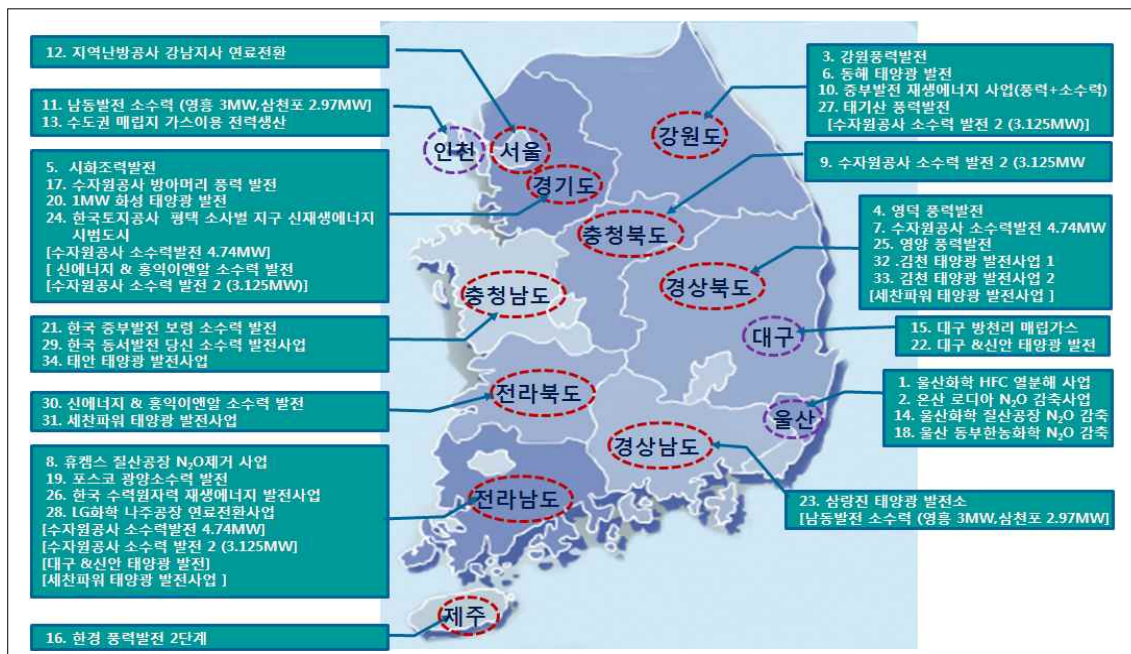 12. 지역난방공사 강남지사 연료전환
11. 남동발전 소수력 (영흥 3MW,삼천포 2.97MW]
13. 수도권 매립지 가스이용 전력생산
5. 시화조력발전
17. 수자원공사 방아머리 풍력 발전
20. 1MW 화성 태양광 발전
24. 한국토지공사 평택 소사벌 지구 신재생에너지
시범도시
[수자원공사 소수력발전 4.74MW]
[ 신에너지 & 홍익이앤알 소수력 발전
[수자원공사 소수력 발전 2 (3.125MW)]
21. 한국 중부발전 보령 소수력 발전
29. 한국 동서발전 당신 소수력 발전사업
34. 태안 태양광 발전사업
30. 신에너지 & 홍익이앤알 소수력 발전
31. 세찬파워 태양광 발전사업
8. 휴켐스 질산공장 N₂O제거 사업
19. 포스코 광양소수력 발전
26. 한국 수력원자력 재생에너지 발전사업
28. LG화학 나주공장 연료전환사업
[수자원공사 소수력발전 4.74MW]
[수자원공사 소수력 발전 2 (3.125MW)]
[대구 &신안 태양광 발전]
[세찬파워 태양광 발전사업 ]
16. 한경 풍력발전 2단계
인천
서울
경기도
강원도
충청북도
충청남도
경상북도
대구
전라북도
울산
경상남도
전라남도
제주
3. 강원풍력발전
6. 동해 태양광 발전
10. 중부발전 재생에너지 사업(풍력+소수력)
27. 태기산 풍력발전
[수자원공사 소수력 발전 2 (3.125MW)]
9. 수자원공사 소수력 발전 2 (3.125MW
4. 영덕 풍력발전
7. 수자원공사 소수력발전 4.74MW
25. 영양 풍력발전
32 .김천 태양광 발전사업 1
33. 김천 태양광 발전사업 2
[세찬파워 태양광 발전사업 ]
15. 대구 방천리 매립가스
22. 대구 &신안 태양광 발전
1. 울산화학 HFC 열분해 사업
2. 온산 로디아 N₂O 감축사업
14. 울산화학 질산공장 N₂O 감축
18. 울산 동부한농화학 N₂O 감축
23. 삼랑진 태양광 발전소
[남동발전 소수력 (영흥 3MW,삼천포 2.97MW]